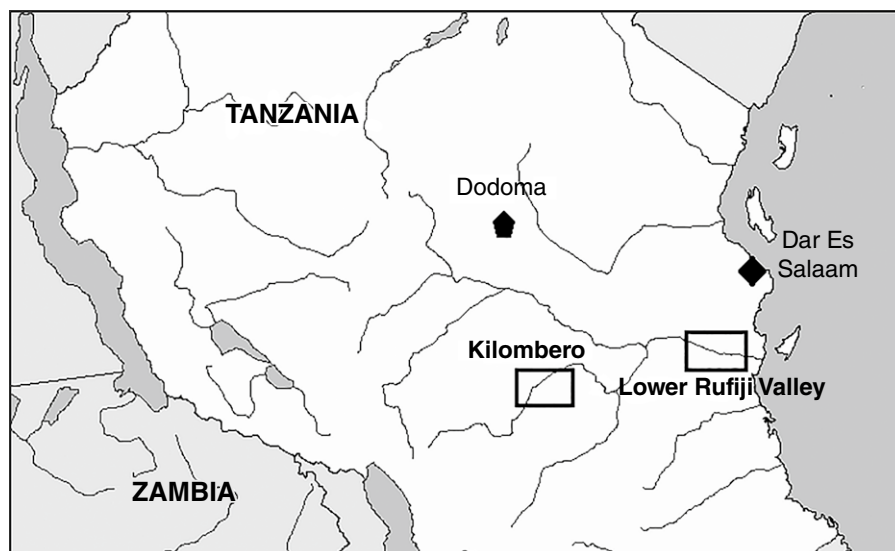 TANZANIA
Dodoma
Dar Es
Salaam
Kilombero
Lower Rufiji Valley
ZAMBIA